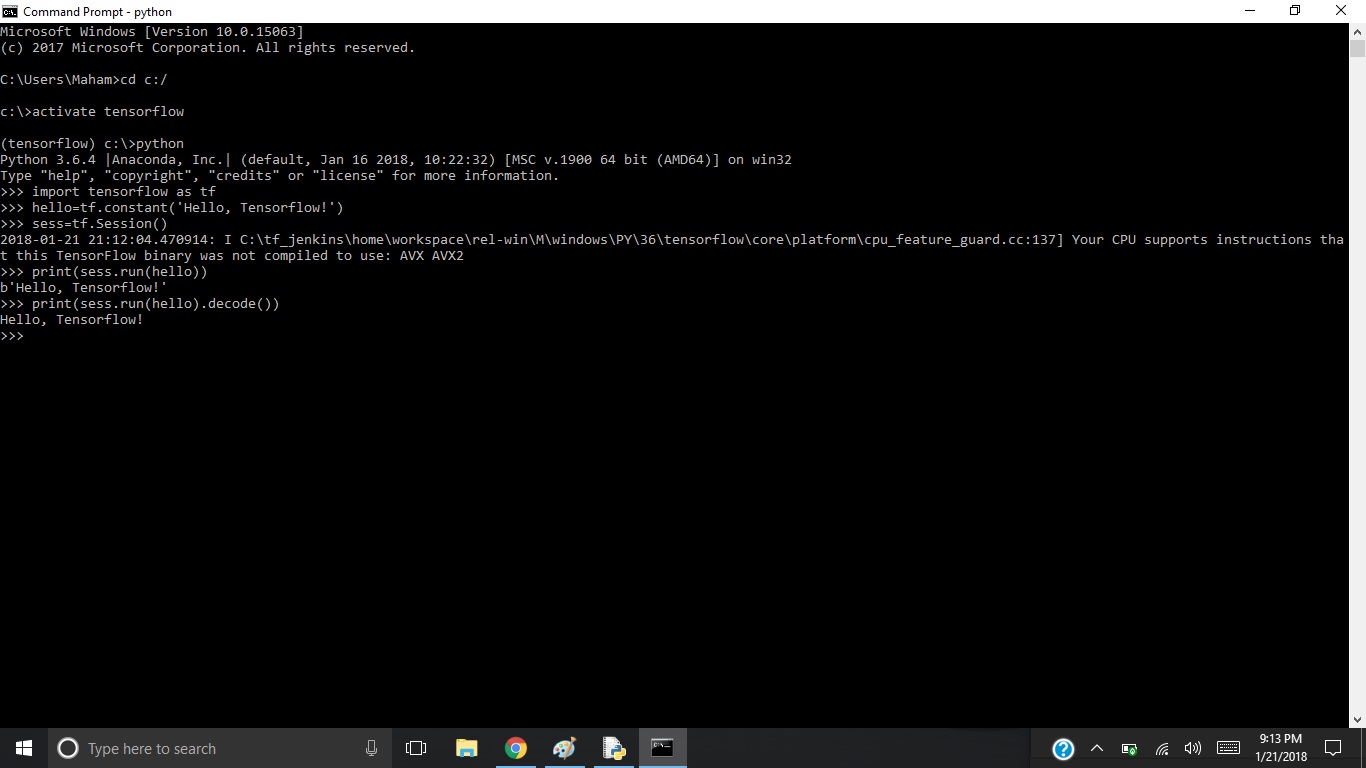 Command Prompt - python
Microsoft Windows [Version 10.0.15063]
(c) 2017 Microsoft Corporation. All rights reserved.
C:\Users\Maham>cd c:/
c:\>activate tensorflow
(tensorflow) c:\>python
Python 3.6.4 |Anaconda, Inc.| (default, Jan 16 2018, 10:22:32) [MSC v.1900 64 bit (AMD64)] on win32
Type "help", "copyright", "credits" or "license" for more information.
>>> import tensorflow as tf
>>> hello=tf.constant('Hello, Tensorflow!')
>>> sess=tf.Session()
2018-01-21 21:12:04.470914: I C:\tf_jenkins\home\workspace\rel-win\M\windows\PY\36\tensorflow\core\platform\cpu_feature_guard.cc:137] Your CPU supports instructions tha
t this TensorFlow binary was not compiled to use: AVX AVX2
>>> print(sess.run(hello))
b'Hello, Tensorflow!'
>>> print(sess.run(hello).decode())
Hello, Tensorflow!
>>>
Type here to search
9:13 PM
1/21/2018